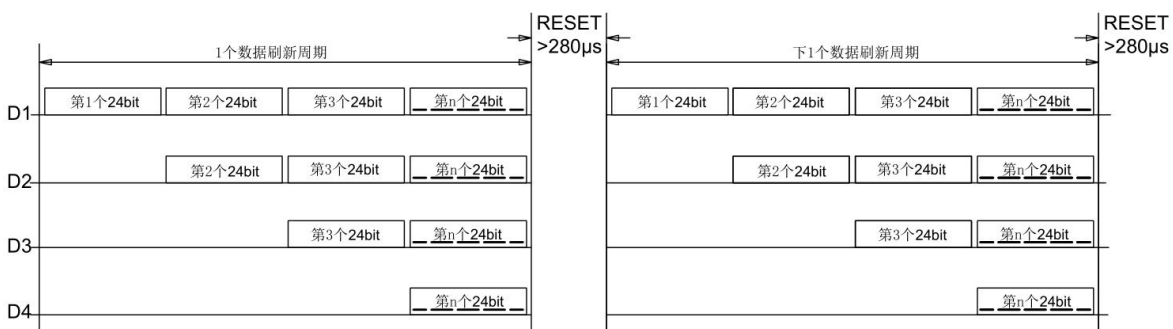 RESET
>280μs
RESET
>280μs
1个数据刷新周期
下1个数据刷新周期
D1 第1个24bit 第2个24bit 第3个24bit 第n个24bit 第1个24bit 第2个24bit 第3个24bit 第n个24bit
D2 第2个24bit 第3个24bit 第n个24bit 第2个24bit 第3个24bit 第n个24bit
D3 第3个24bit 第n个24bit 第3个24bit 第n个24bit
D4 第n个24bit 第n个24bit